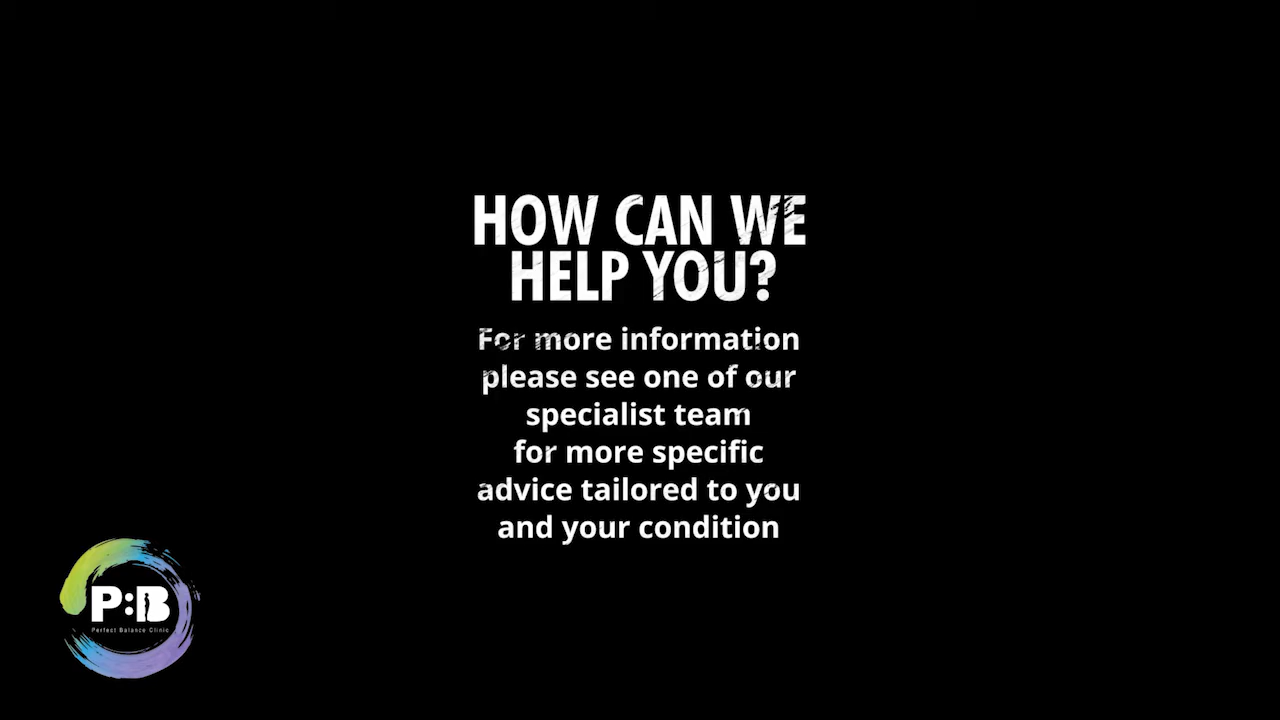 HOW CAN WE
HELP YOU?
For more information
please see one of our
specialist team
for more specific
advice tailored to you
and your condition
P:B
Perfect Balance Clinic